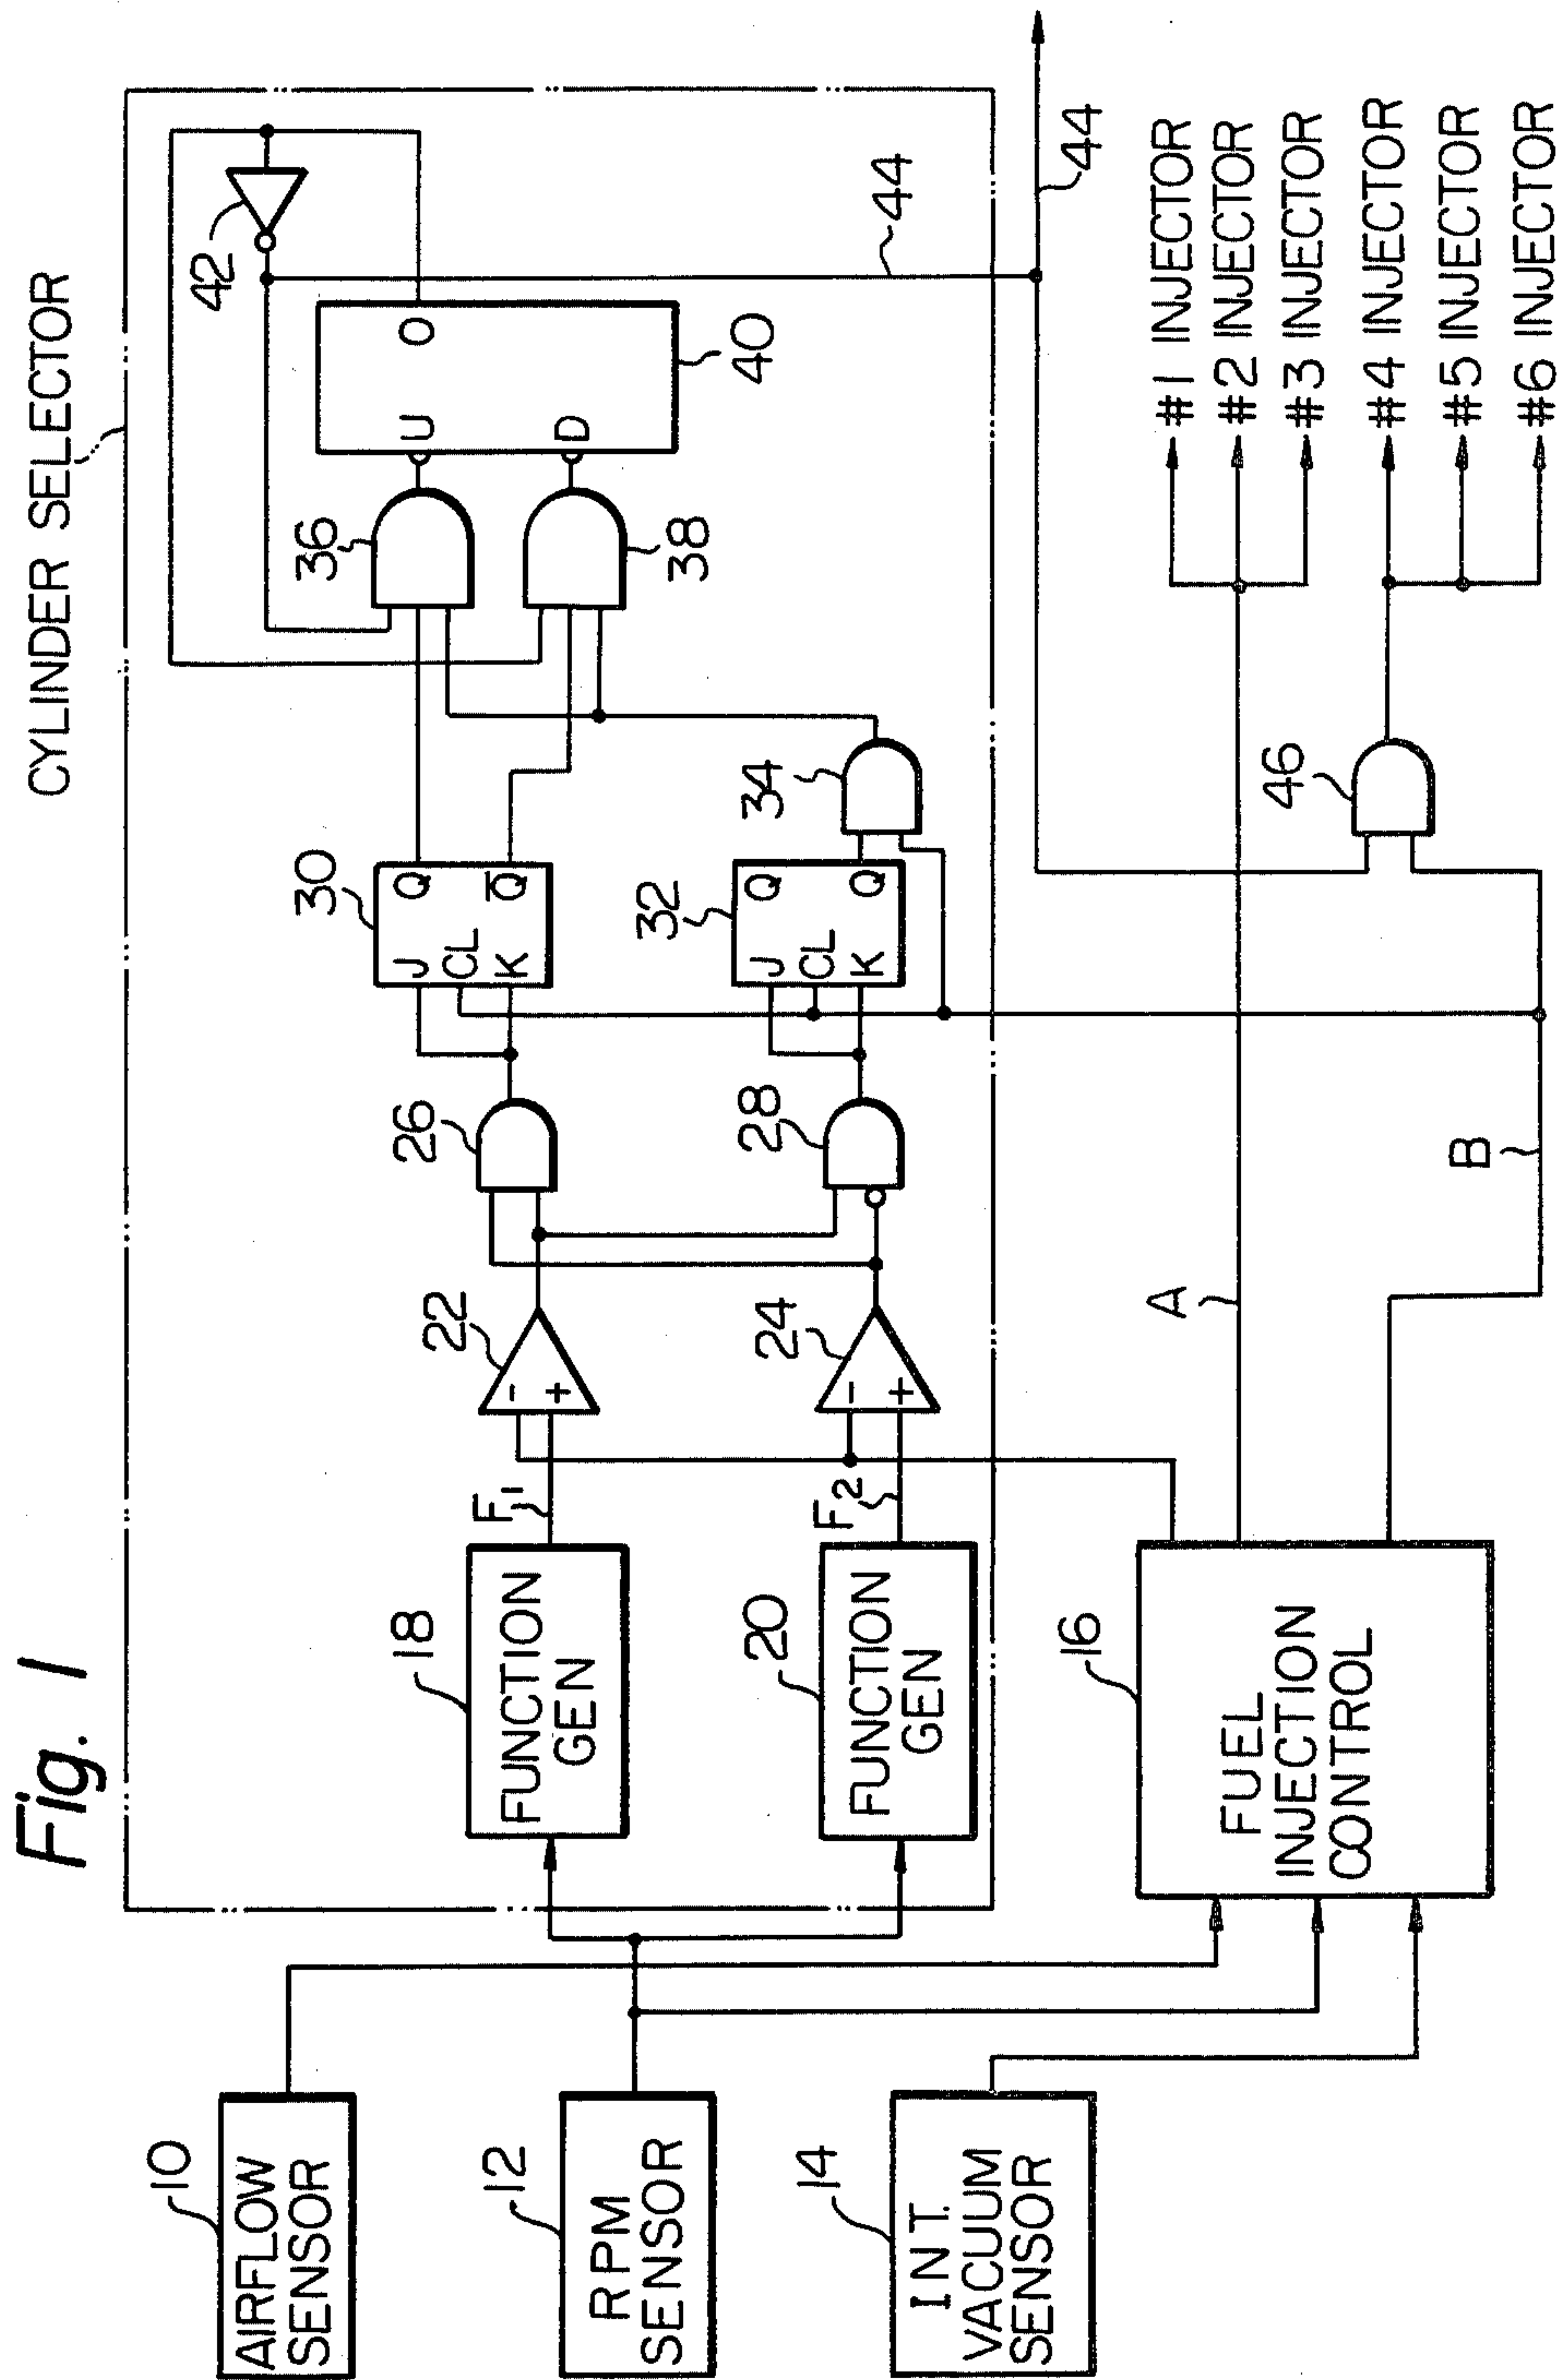 Fig. 1
CYLINDER SELECTOR
10
AIRFLOW
SENSOR
12
RPM
SENSOR
14
INT.
VACUUM
SENSOR
18
FUNCTION
GEN
F1
20
FUNCTION
GEN
F2
16
FUEL
INJECTION
CONTROL
22
-
+
24
-
+
26
28
30
J
CL
K
Q
Q̅
32
J
CL
K
Q
Q
34
36
38
U
D
O
40
42
44
44
A
B
46
#1 INJECTOR
#2 INJECTOR
#3 INJECTOR
#4 INJECTOR
#5 INJECTOR
#6 INJECTOR